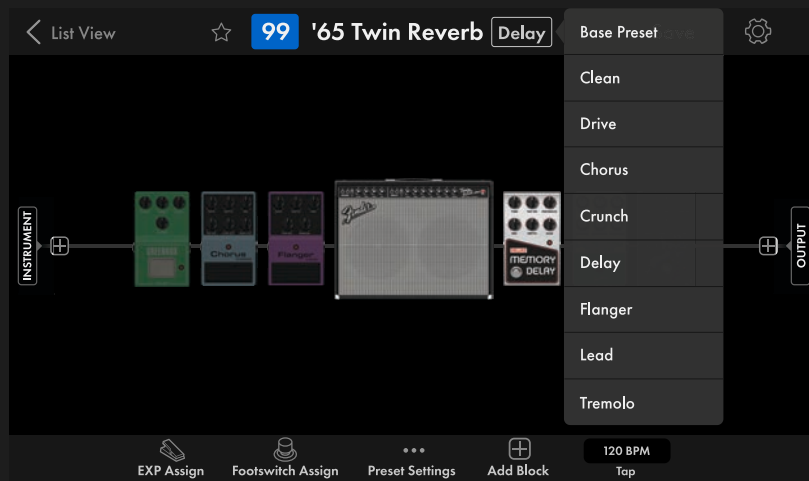 List View
99
'65 Twin Reverb
Delay
Base Preset
Clean
Drive
Chorus
Crunch
Delay
Flanger
Lead
Tremolo
INSTRUMENT
Chorus
Flanger
Fender
MEMORY
DELAY
OUTPUT
EXP Assign
Footswitch Assign
Preset Settings
Add Block
120 BPM
Tap